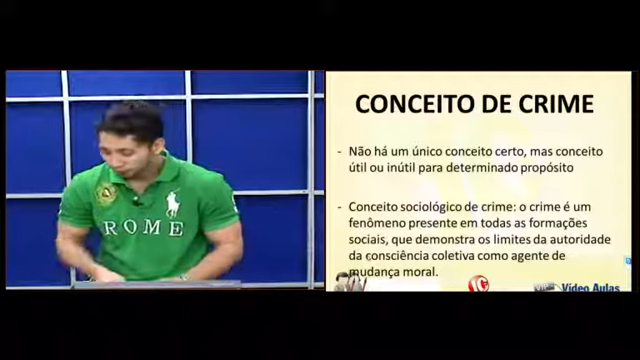 ROME
CONCEITO DE CRIME
- Não há um único conceito certo, mas conceito
útil ou inútil para determinado propósito
- Conceito sociológico de crime: o crime é um
fenômeno presente em todas as formações
sociais, que demonstra os limites da autoridade
da consciência coletiva como agente de
mudança moral.
Vídeo Aulas